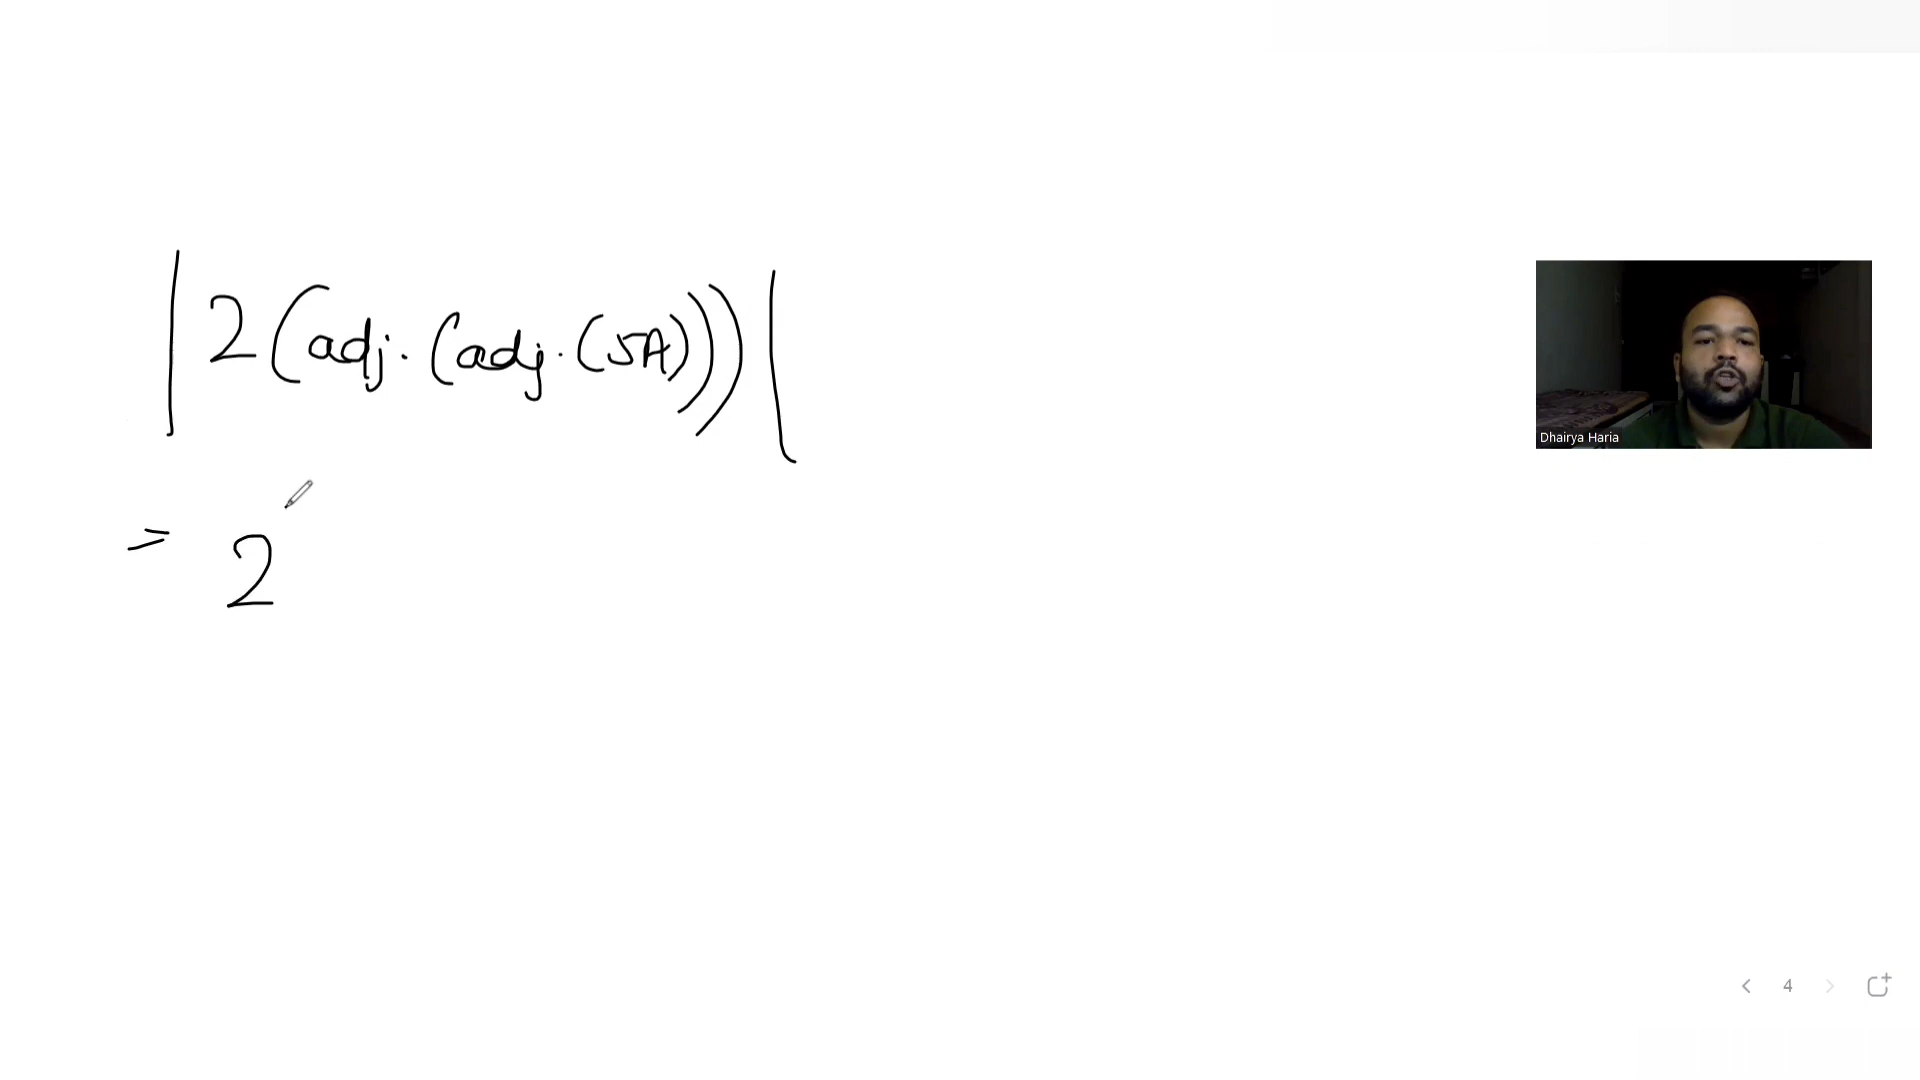 | 2(adj. (adj. (5A))) |
= 2
Dhairya Haria
4